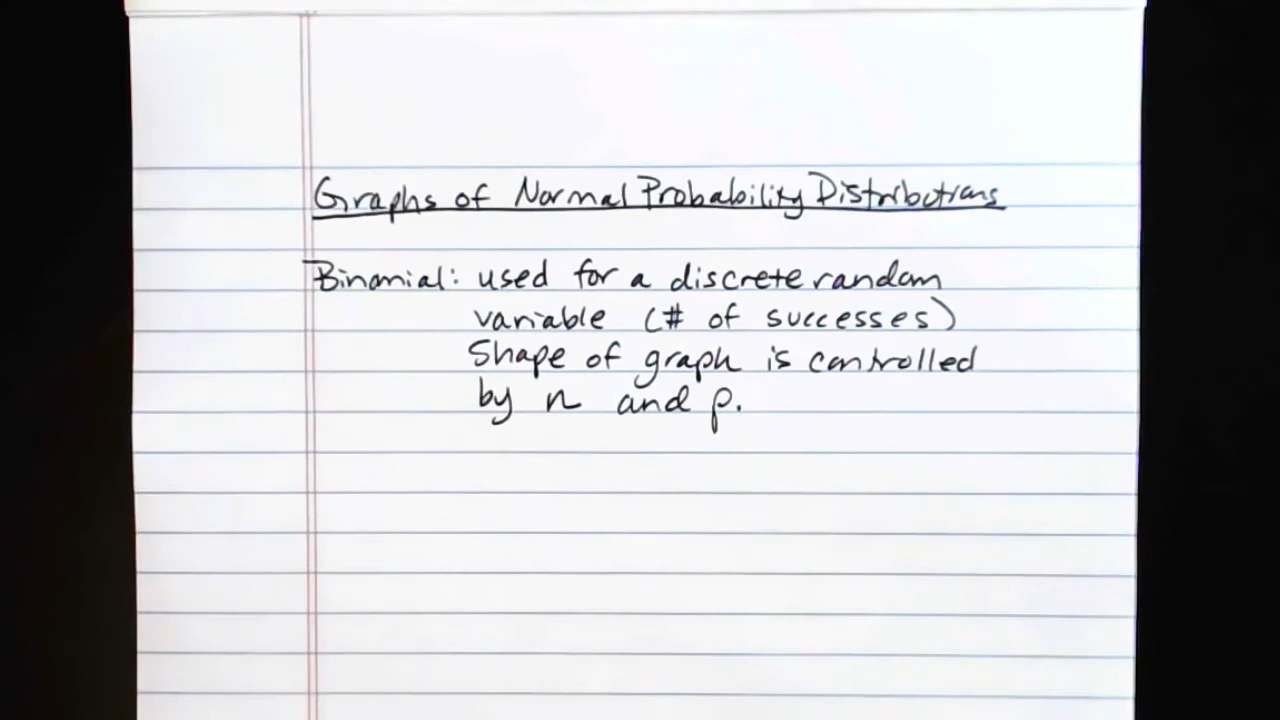 Graphs of Normal Probability Distributions
Binomial: used for a discrete random
variable (# of successes)
Shape of graph is controlled
by n and p.